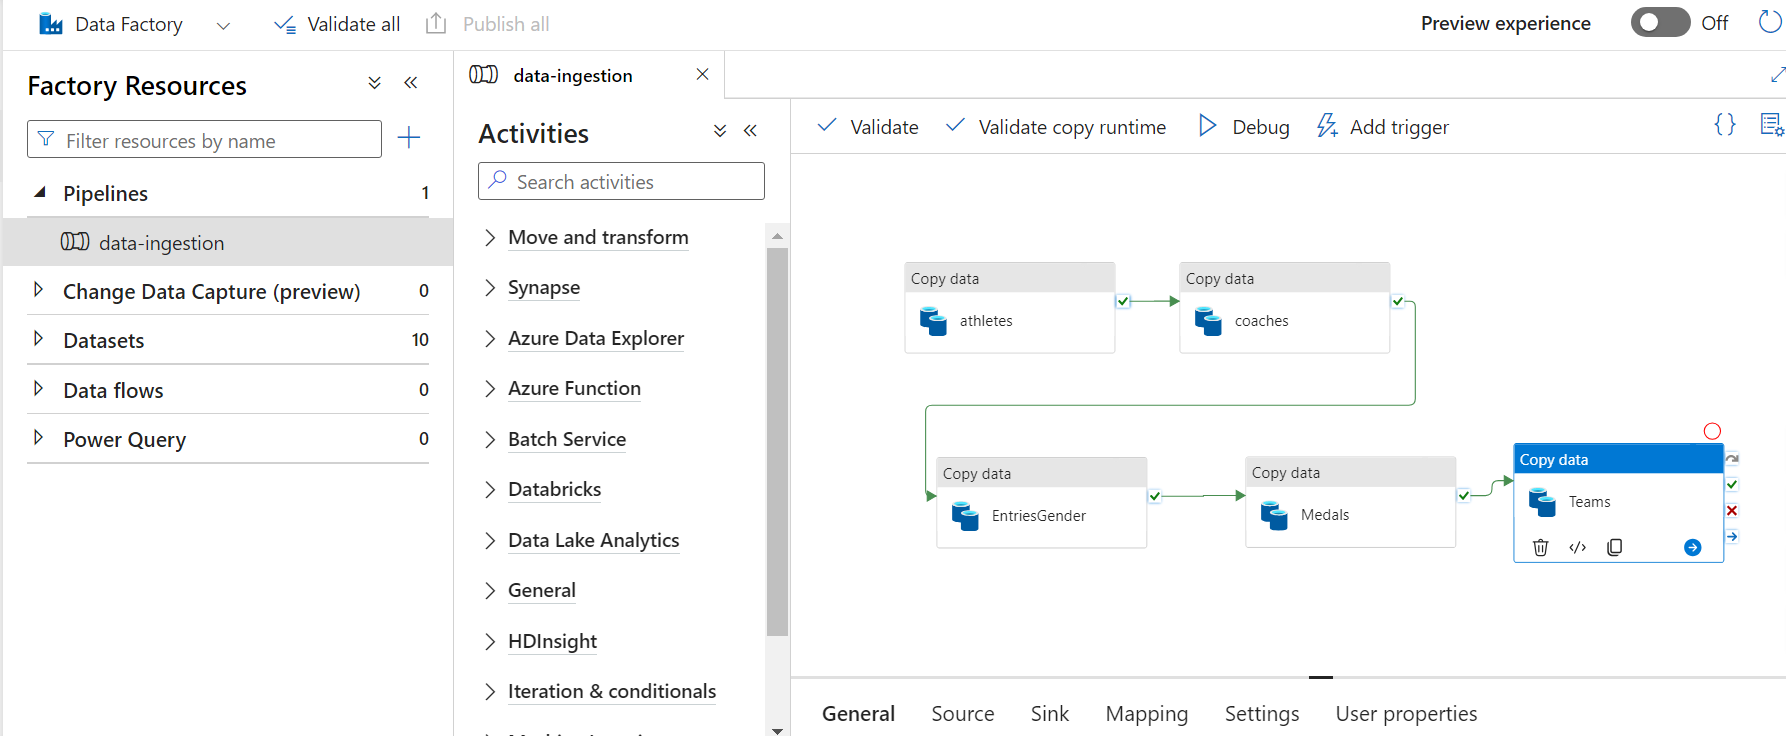 Data Factory
Validate all
Publish all
Preview experience
Off
Factory Resources
Filter resources by name
Pipelines 1
data-ingestion
Change Data Capture (preview) 0
Datasets 10
Data flows 0
Power Query 0
data-ingestion
Activities
Search activities
Move and transform
Synapse
Azure Data Explorer
Azure Function
Batch Service
Databricks
Data Lake Analytics
General
HDInsight
Iteration & conditionals
Validate
Validate copy runtime
Debug
Add trigger
Copy data
athletes
Copy data
coaches
Copy data
EntriesGender
Copy data
Medals
Copy data
Teams
General
Source
Sink
Mapping
Settings
User properties